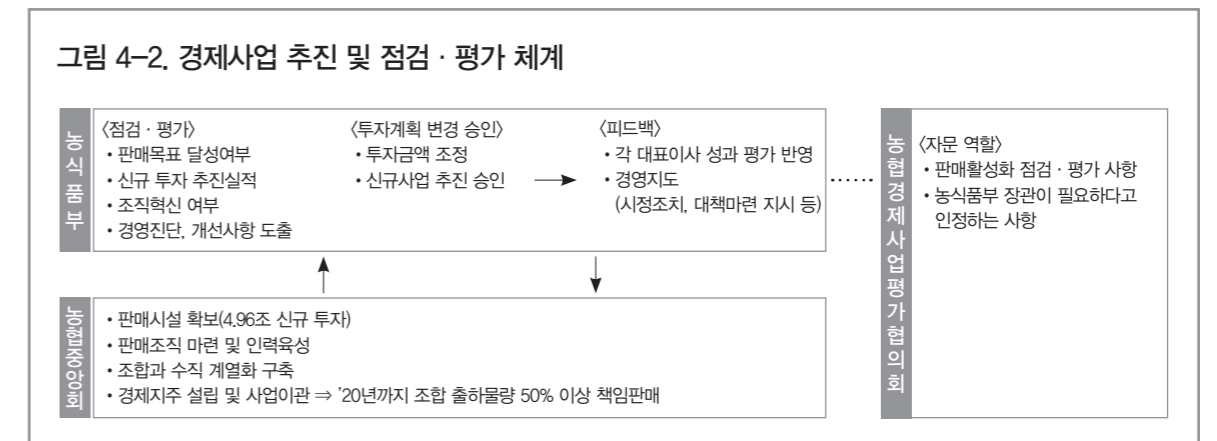 그림 4-2. 경제사업 추진 및 점검·평가 체계
농식품부
〈점검·평가〉
• 판매목표 달성여부
• 신규 투자 추진실적
• 조직혁신 여부
• 경영진단, 개선사항 도출
〈투자계획 변경 승인〉
• 투자금액 조정
• 신규사업 추진 승인
〈피드백〉
• 각 대표이사 성과 평가 반영
• 경영지도
(시정조치, 대책마련 지시 등)
농협경제사업평가협의회
〈자문 역할〉
• 판매활성화 점검·평가 사항
• 농식품부 장관이 필요하다고
인정하는 사항
농협중앙회
• 판매시설 확보(4.96조 신규 투자)
• 판매조직 마련 및 인력육성
• 조합과 수직 계열화 구축
• 경제지주 설립 및 사업이관 ⇒ ’20년까지 조합 출하물량 50% 이상 책임판매